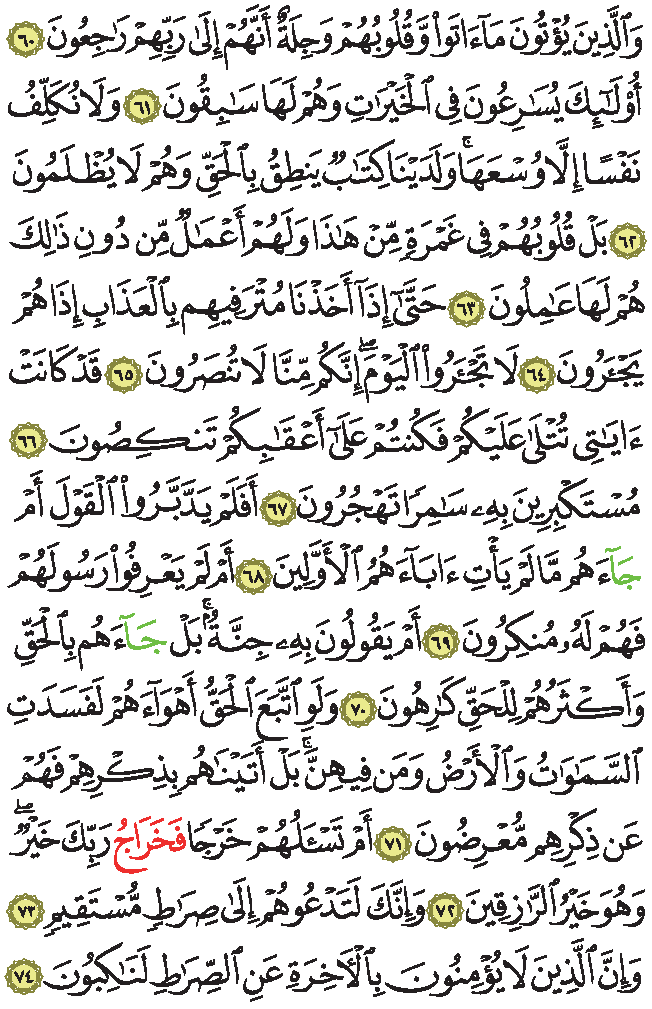 وَٱلَّذِينَ يُؤْتُونَ مَآ ءَاتَوا۟ وَّقُلُوبُهُمْ وَجِلَةٌ أَنَّهُمْ إِلَىٰ رَبِّهِمْ رَٰجِعُونَ ٦٠
أُو۟لَـٰٓئِكَ يُسَـٰرِعُونَ فِى ٱلْخَيْرَٰتِ وَهُمْ لَهَا سَـٰبِقُونَ ٦١ وَلَا نُكَلِّفُ
نَفْسًا إِلَّا وُسْعَهَا ۚ وَلَدَيْنَا كِتَـٰبٌ يَنطِقُ بِٱلْحَقِّ وَهُمْ لَا يُظْلَمُونَ
٦٢ بَلْ قُلُوبُهُمْ فِى غَمْرَةٍ مِّنْ هَـٰذَا وَلَهُمْ أَعْمَـٰلٌ مِّن دُونِ ذَٰلِكَ
هُمْ لَهَا عَـٰمِلُونَ ٦٣ حَتَّىٰٓ إِذَآ أَخَذْنَا مُتْرَفِيهِم بِٱلْعَذَابِ إِذَا هُمْ
يَجْـَٔرُونَ ٦٤ لَا تَجْـَٔرُوا۟ ٱلْيَوْمَ ۖ إِنَّكُم مِّنَّا لَا تُنصَرُونَ ٦٥ قَدْ كَانَتْ
ءَايَـٰتِى تُتْلَىٰ عَلَيْكُمْ فَكُنتُمْ عَلَىٰٓ أَعْقَـٰبِكُمْ تَنكِصُونَ ٦٦
مُسْتَكْبِرِينَ بِهِۦ سَـٰمِرًا تَهْجُرُونَ ٦٧ أَفَلَمْ يَدَّبَّرُوا۟ ٱلْقَوْلَ أَمْ
جَآءَهُم مَّا لَمْ يَأْتِ ءَابَآءَهُمُ ٱلْأَوَّلِينَ ٦٨ أَمْ لَمْ يَعْرِفُوا۟ رَسُولَهُمْ
فَهُمْ لَهُۥ مُنكِرُونَ ٦٩ أَمْ يَقُولُونَ بِهِۦ جِنَّةٌۢ ۚ بَلْ جَآءَهُم بِٱلْحَقِّ
وَأَكْثَرُهُمْ لِلْحَقِّ كَـٰرِهُونَ ٧٠ وَلَوِ ٱتَّبَعَ ٱلْحَقُّ أَهْوَآءَهُمْ لَفَسَدَتِ
ٱلسَّمَـٰوَٰتُ وَٱلْأَرْضُ وَمَن فِيهِنَّ ۚ بَلْ أَتَيْنَـٰهُم بِذِكْرِهِمْ فَهُمْ
عَن ذِكْرِهِم مُّعْرِضُونَ ٧١ أَمْ تَسْـَٔلُهُمْ خَرْجًا فَخَرَاجُ رَبِّكَ خَيْرٌ ۖ
وَهُوَ خَيْرُ ٱلرَّٰزِقِينَ ٧٢ وَإِنَّكَ لَتَدْعُوهُمْ إِلَىٰ صِرَٰطٍ مُّسْتَقِيمٍ ٧٣
وَإِنَّ ٱلَّذِينَ لَا يُؤْمِنُونَ بِٱلْـَٔاخِرَةِ عَنِ ٱلصِّرَٰطِ لَنَـٰكِبُونَ ٧٤